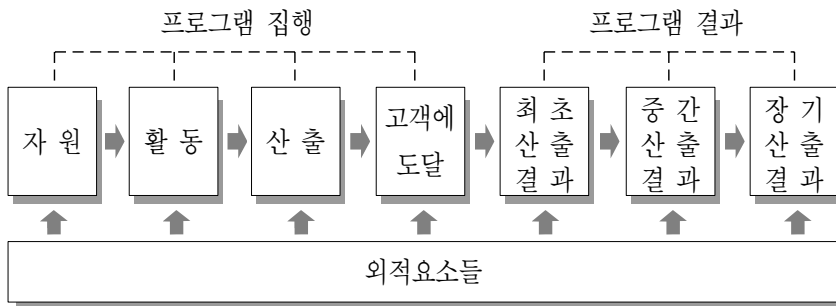 프로그램 집행
프로그램 결과
자 원
활 동
산 출
고객에
도달
최 초
산 출
결 과
중 간
산 출
결 과
장 기
산 출
결 과
외적요소들